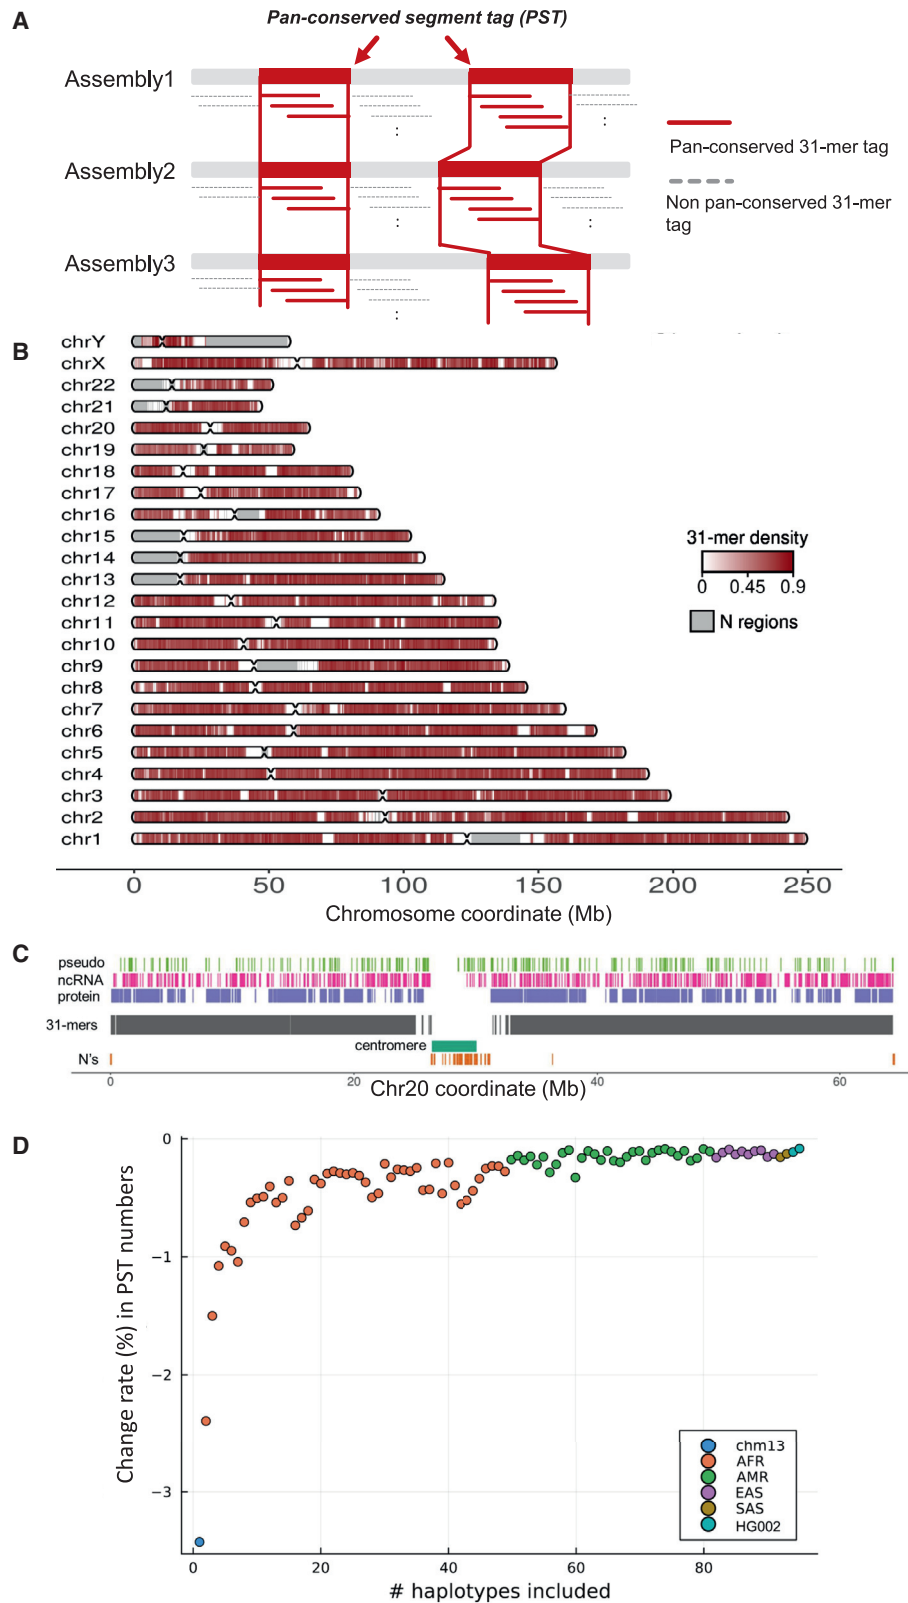 A
Pan-conserved segment tag (PST)
Assembly1
:
:
Pan-conserved 31-mer tag
Assembly2
Non pan-conserved 31-mer
tag
:
:
Assembly3
:
B
chrY
chrX
chr22
chr21
chr20
chr19
chr18
chr17
chr16
chr15
chr14
chr13
chr12
chr11
chr10
chr9
chr8
chr7
chr6
chr5
chr4
chr3
chr2
chr1
31-mer density
0 0.45 0.9
N regions
0 50 100 150 200 250
Chromosome coordinate (Mb)
C
pseudo
ncRNA
protein
31-mers
centromere
N's
0 20 40 60
Chr20 coordinate (Mb)
D
Change rate (%) in PST numbers
0
−1
−2
−3
chm13
AFR
AMR
EAS
SAS
HG002
0 20 40 60 80
# haplotypes included